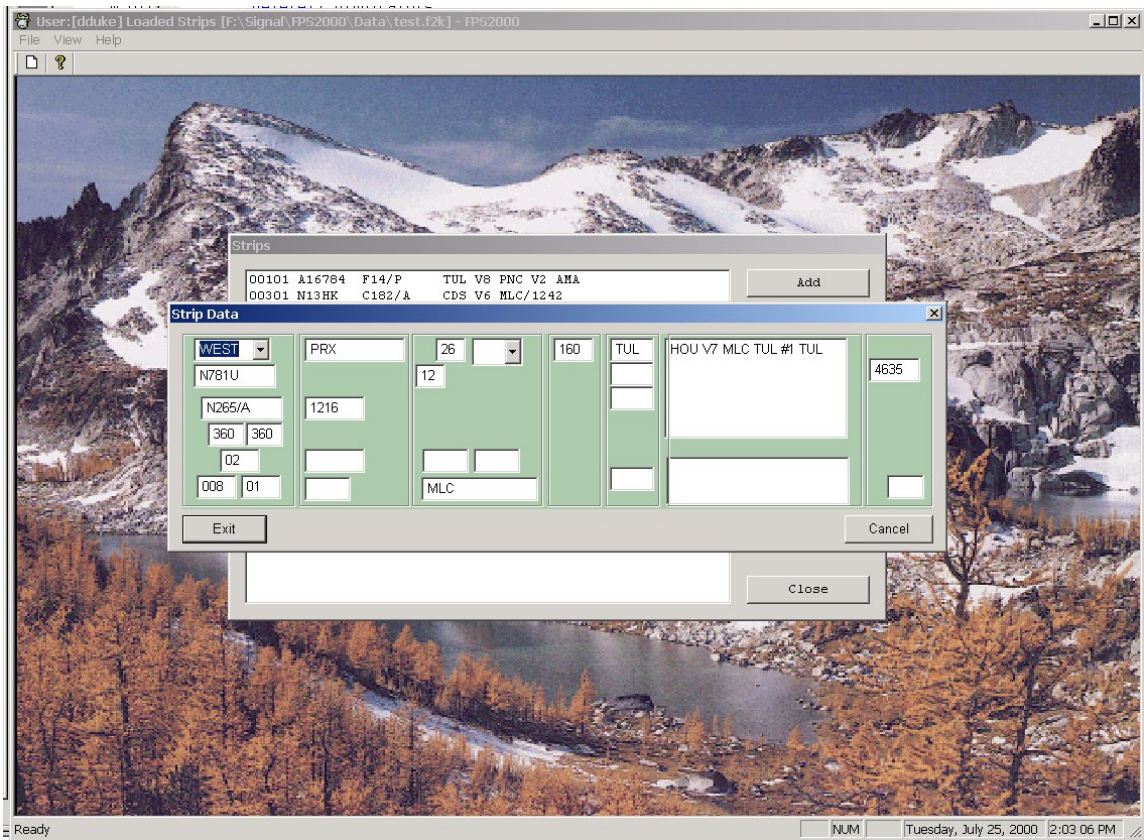 User:[dduke] Loaded Strips [F:\Signal\FPS2000\Data\test.f2k] - FPS2000
File View Help
Strips
00101 A16784 F14/P TUL V8 PNC V2 AMA
00301 N13HK C182/A CDS V6 MLC/1242
Add
Strip Data
WEST PRX 26 160 TUL HOU V7 MLC TUL #1 TUL
N781U 12 4635
N265/A 1216
360 360
02
008 01 MLC
Exit Cancel
Close
Ready NUM Tuesday, July 25, 2000 2:03:06 PM